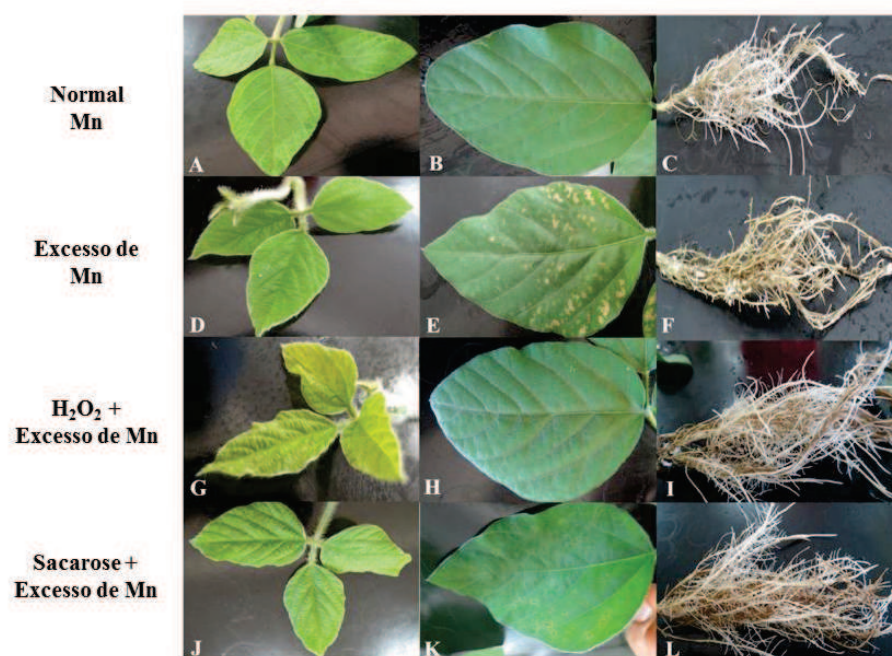 Normal
Mn
A
B
C
Excesso de
Mn
D
E
F
H₂O₂ +
Excesso de Mn
G
H
I
Sacarose +
Excesso de Mn
J
K
L